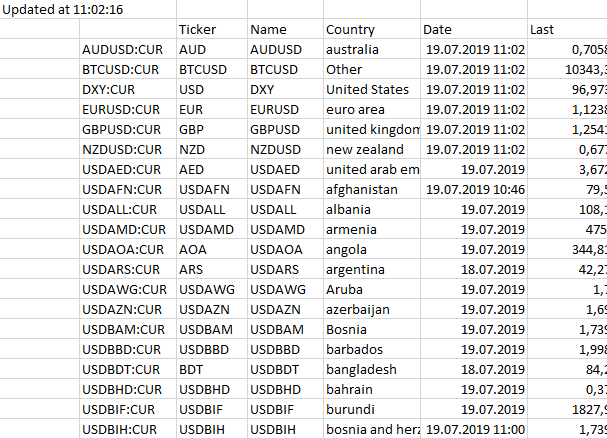 Updated at 11:02:16
Ticker Name Country Date Last
AUDUSD:CUR AUD AUDUSD australia 19.07.2019 11:02 0,7058
BTCUSD:CUR BTCUSD BTCUSD Other 19.07.2019 11:02 10343,3
DXY:CUR USD DXY United States 19.07.2019 11:02 96,973
EURUSD:CUR EUR EURUSD euro area 19.07.2019 11:02 1,1238
GBPUSD:CUR GBP GBPUSD united kingdom 19.07.2019 11:02 1,2541
NZDUSD:CUR NZD NZDUSD new zealand 19.07.2019 11:02 0,677
USDAED:CUR AED USDAED united arab em 19.07.2019 3,672
USDAFN:CUR USDAFN USDAFN afghanistan 19.07.2019 10:46 79,5
USDALL:CUR USDALL USDALL albania 19.07.2019 108,1
USDAMD:CUR USDAMD USDAMD armenia 19.07.2019 475
USDAOA:CUR AOA USDAOA angola 19.07.2019 344,81
USDARS:CUR ARS USDARS argentina 18.07.2019 42,27
USDAWG:CUR USDAWG USDAWG Aruba 19.07.2019 1,7
USDAZN:CUR USDAZN USDAZN azerbaijan 19.07.2019 1,69
USDBAM:CUR USDBAM USDBAM Bosnia 19.07.2019 1,739
USDBBD:CUR USDBBD USDBBD barbados 19.07.2019 1,998
USDBDT:CUR BDT USDBDT bangladesh 18.07.2019 84,2
USDBHD:CUR USDBHD USDBHD bahrain 19.07.2019 0,37
USDBIF:CUR USDBIF USDBIF burundi 19.07.2019 1827,9
USDBIH:CUR USDBIH USDBIH bosnia and herz 19.07.2019 11:00 1,739